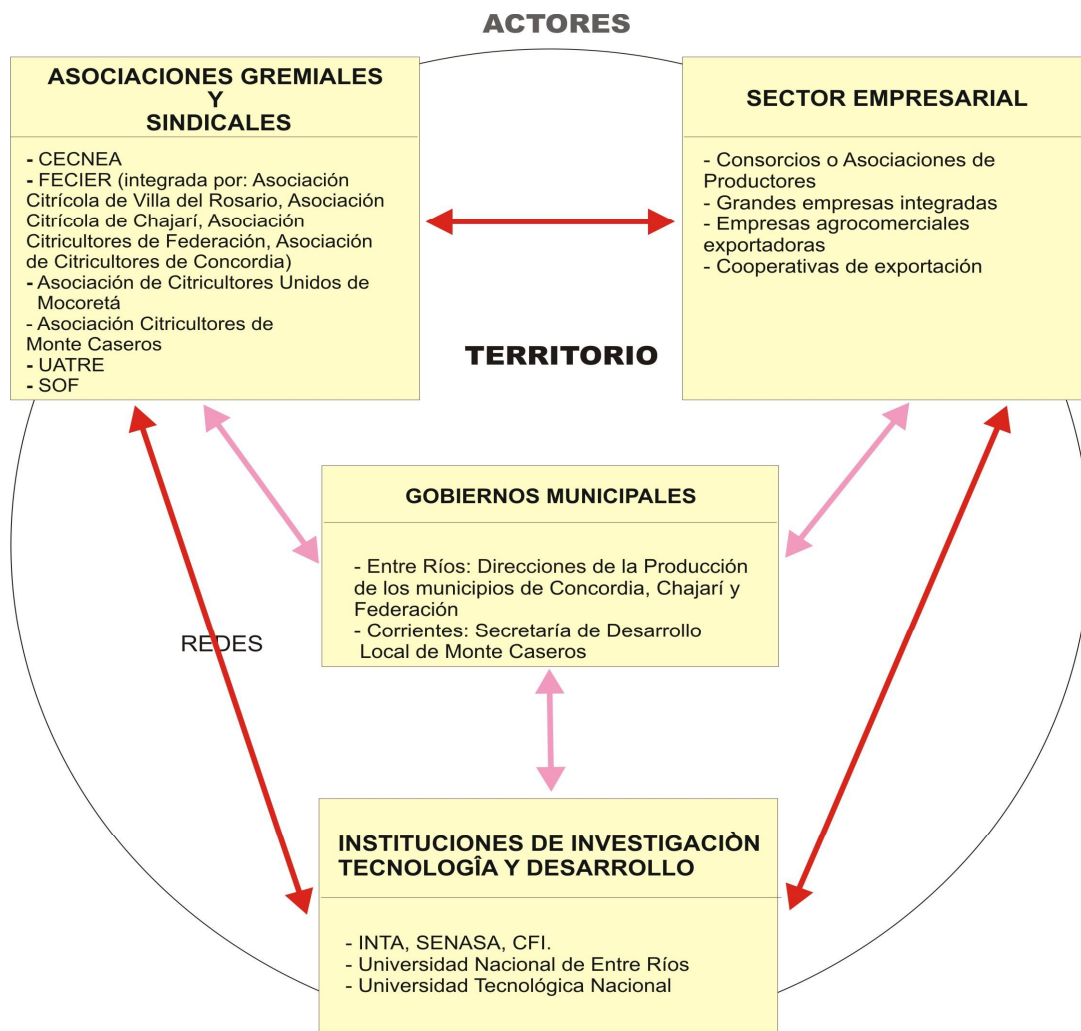 ACTORES
ASOCIACIONES GREMIALES
Y
SINDICALES
- CECNEA
- FECIER (integrada por: Asociación
Citrícola de Villa del Rosario, Asociación
Citrícola de Chajarí, Asociación
Citricultores de Federación, Asociación
de Citricultores de Concordia)
- Asociación de Citricultores Unidos de
Mocoretá
- Asociación Citricultores de
Monte Caseros
- UATRE
- SOF
SECTOR EMPRESARIAL
- Consorcios o Asociaciones de
Productores
- Grandes empresas integradas
- Empresas agrocomerciales
exportadoras
- Cooperativas de exportación
TERRITORIO
GOBIERNOS MUNICIPALES
- Entre Ríos: Direcciones de la Producción
de los municipios de Concordia, Chajarí y
Federación
- Corrientes: Secretaría de Desarrollo
Local de Monte Caseros
REDES
INSTITUCIONES DE INVESTIGACIÒN
TECNOLOGÎA Y DESARROLLO
- INTA, SENASA, CFI.
- Universidad Nacional de Entre Ríos
- Universidad Tecnológica Nacional